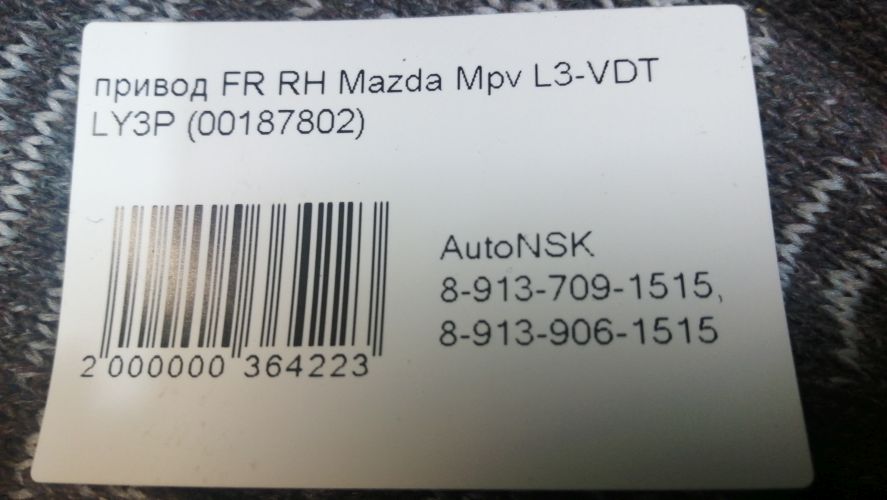 привод FR RH Mazda Mpv L3-VDT
LY3P (00187802)
AutoNSK
8-913-709-1515,
8-913-906-1515
2 000000 364223